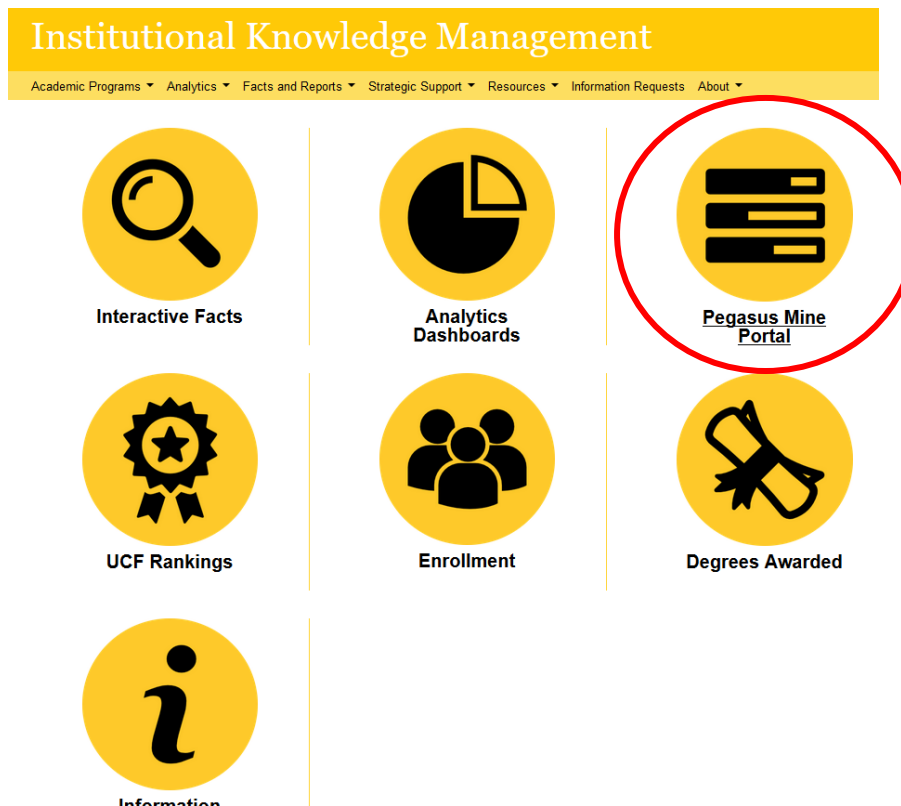 Institutional Knowledge Management
Academic Programs Analytics Facts and Reports Strategic Support Resources Information Requests About
Interactive Facts
Analytics
Dashboards
Pegasus Mine
Portal
UCF Rankings
Enrollment
Degrees Awarded
Information